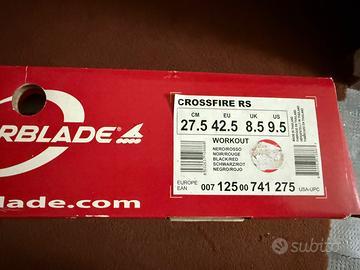 CROSSFIRE RS
CM EU UK US
27.5 42.5 8.5 9.5
WORKOUT
NERO/ROSSO
NOIR/ROUGE
BLACK/RED
SCHWARZ/ROT
NEGRO/ROJO
RBLADE®
lade.com
EUROPE
EAN
007 125 00 741 275
USA-UPC
subito